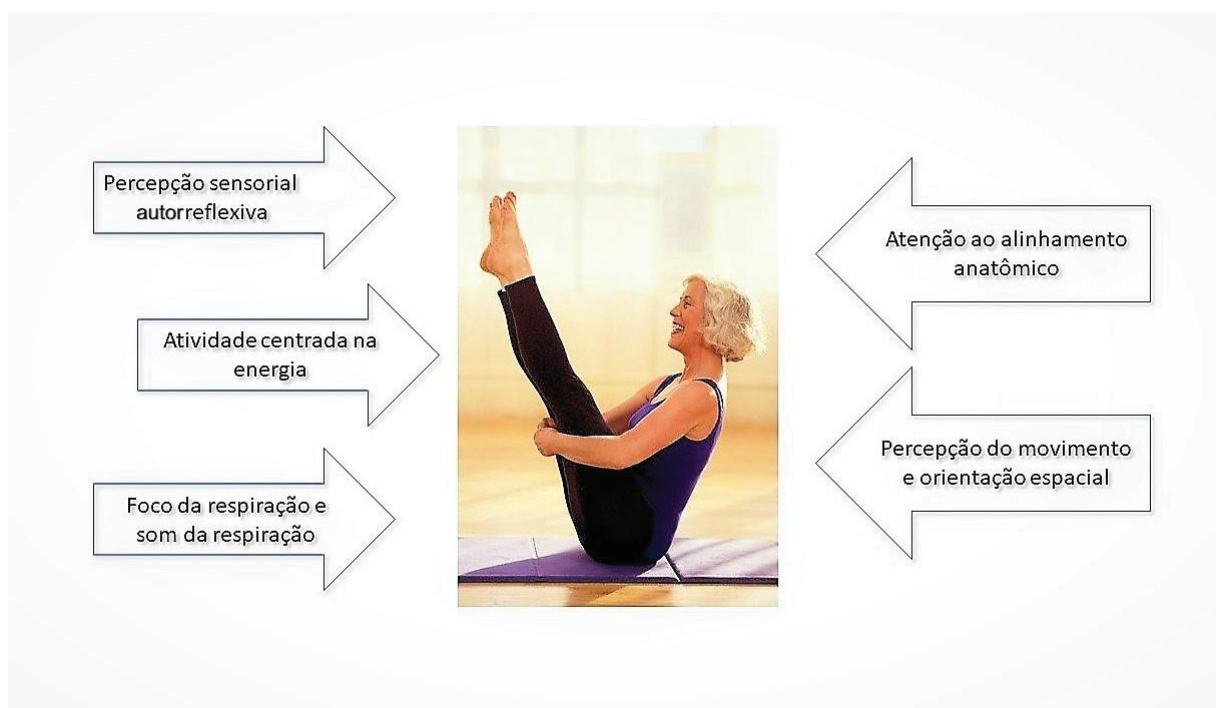 Percepção sensorial
autorreflexiva
Atividade centrada na
energia
Foco da respiração e
som da respiração
Atenção ao alinhamento
anatômico
Percepção do movimento
e orientação espacial